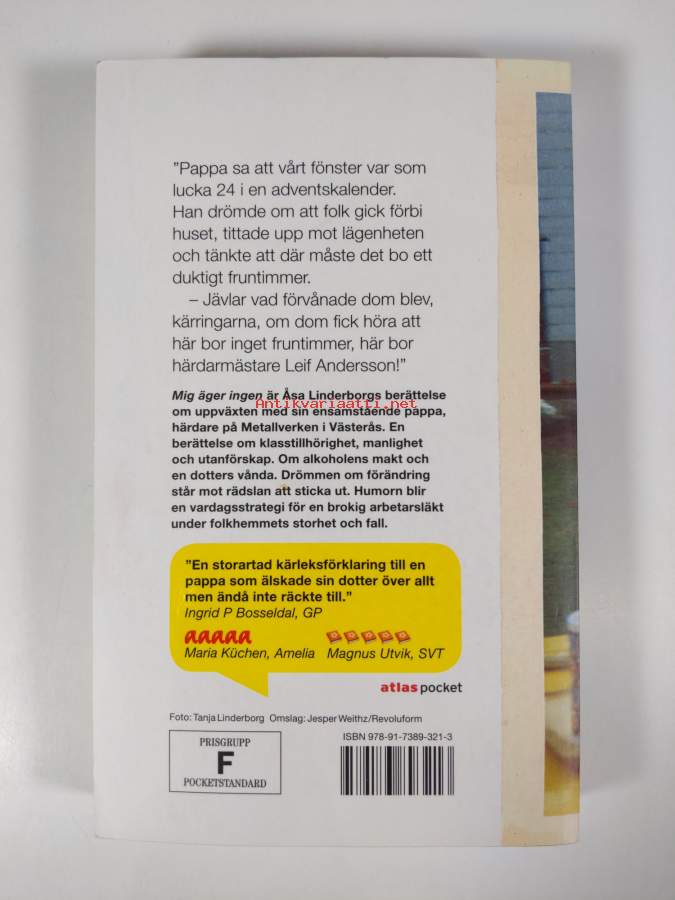 ”Pappa sa att vårt fönster var som
lucka 24 i en adventskalender.
Han drömde om att folk gick förbi
huset, tittade upp mot lägenheten
och tänkte att där måste det bo ett
duktigt fruntimmer.
– Jävlar vad förvånade dom blev,
kärringarna, om dom fick höra att
här bor inget fruntimmer, här bor
härdarmästare Leif Andersson!”
Mig äger ingen är Åsa Linderborgs berättelse
Antikvariaatti.net
om uppväxten med sin ensamstående pappa,
härdare på Metallverken i Västerås. En
berättelse om klasstillhörighet, manlighet
och utanförskap. Om alkoholens makt och
en dotters vånda. Drömmen om förändring
står mot rädslan att sticka ut. Humorn blir
en vardagsstrategi för en brokig arbetarsläkt
under folkhemmets storhet och fall.
”En storartad kärleksförklaring till en
pappa som älskade sin dotter över allt
men ändå inte räckte till.”
Ingrid P Bosseldal, GP
aaaaa
Maria Küchen, Amelia Magnus Utvik, SVT
atlas pocket
Foto: Tanja Linderborg Omslag: Jesper Weithz/Revoluform
ISBN 978-91-7389-321-3
PRISGRUPP
F
POCKETSTANDARD